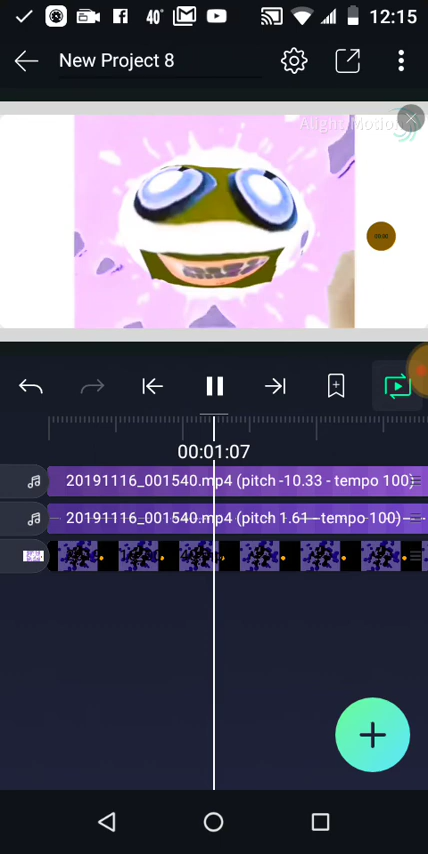 40° 12:15
New Project 8
Alight Motion
00:01:07
20191116_001540.mp4 (pitch -10.33 - tempo 100)
20191116_001540.mp4 (pitch 1.61 - tempo 100)